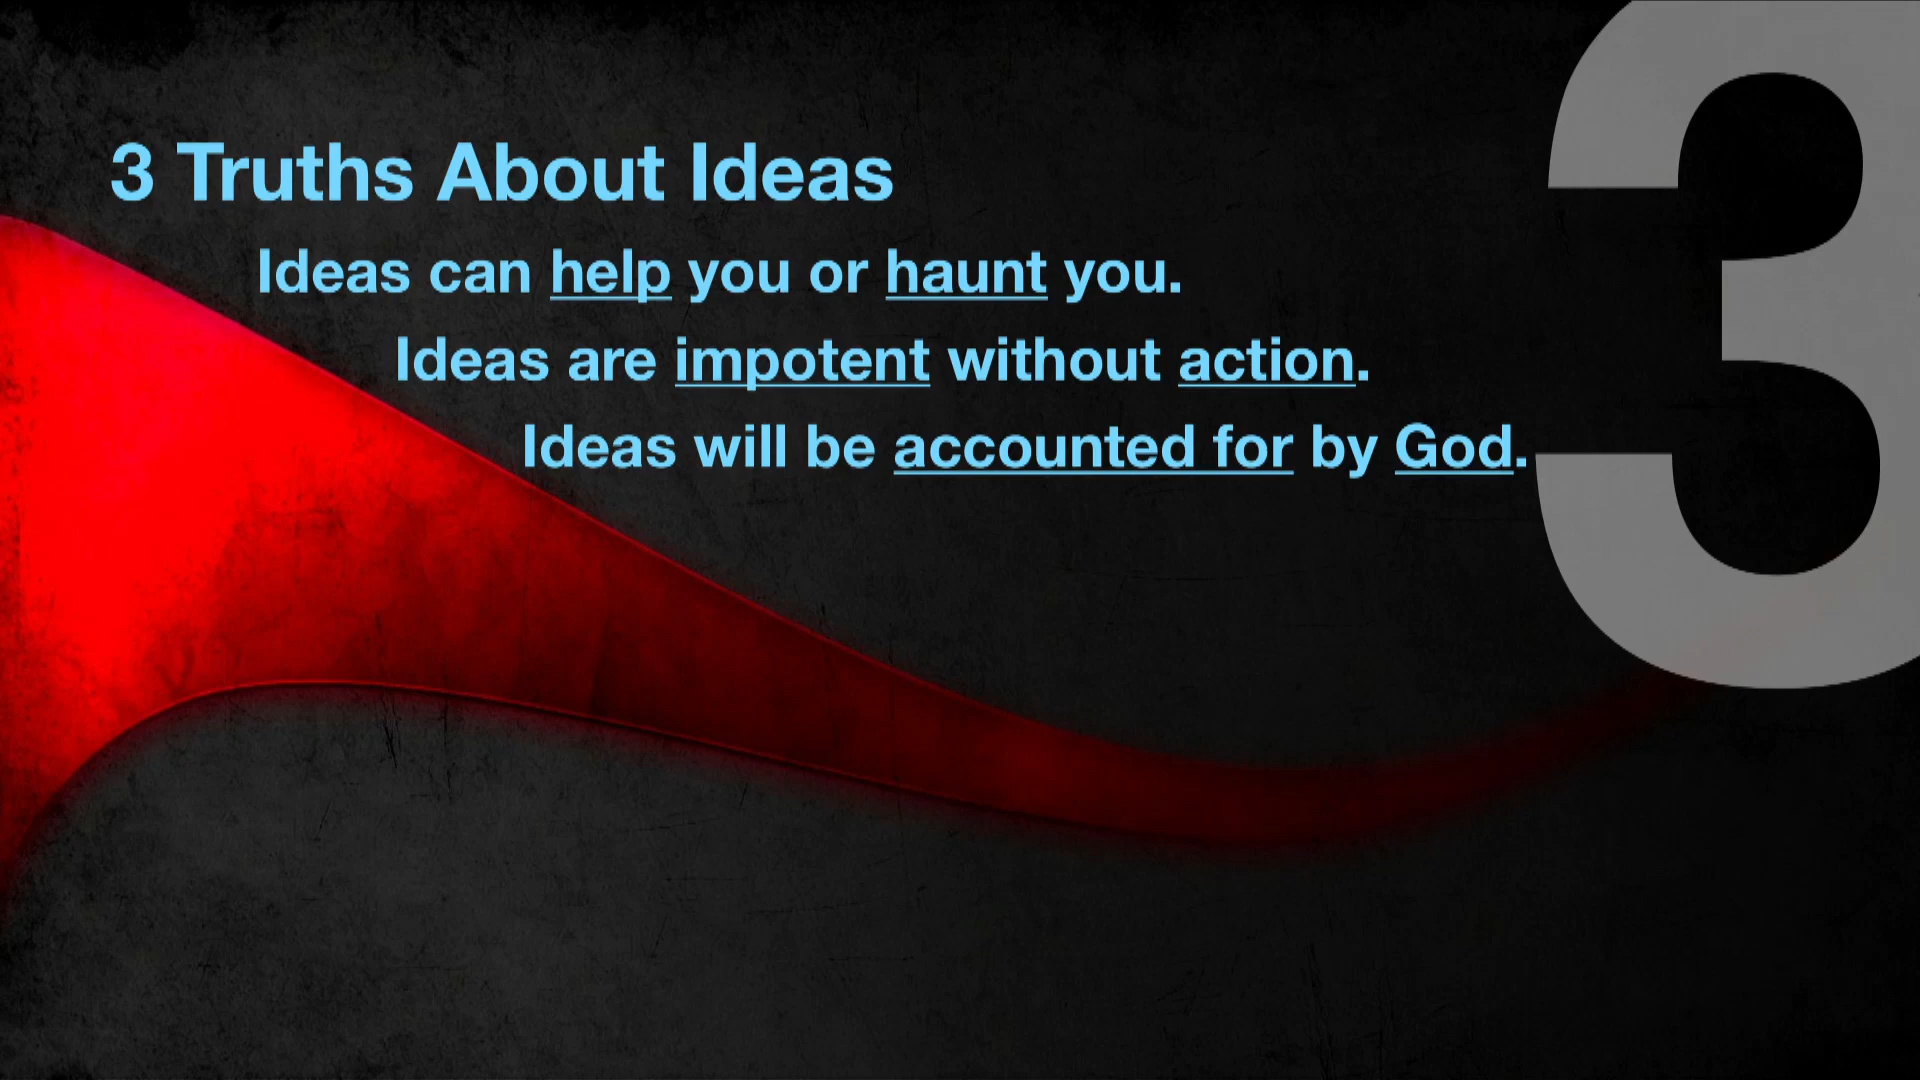 3 Truths About Ideas
Ideas can help you or haunt you.
Ideas are impotent without action.
Ideas will be accounted for by God.
3